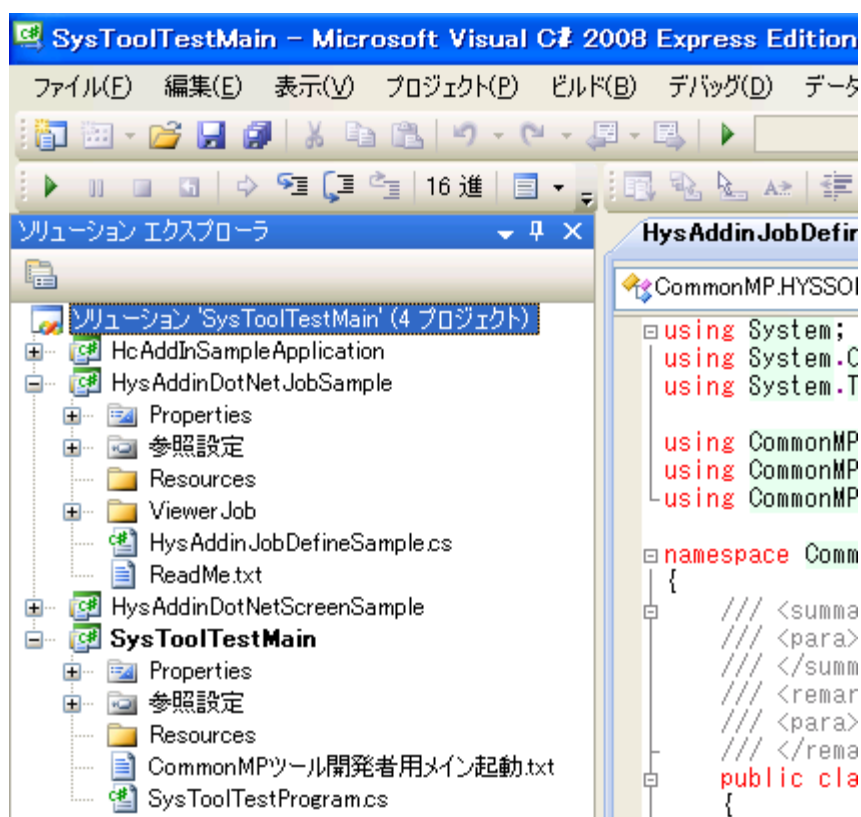 SysToolTestMain - Microsoft Visual C# 2008 Express Edition
ファイル(F) 編集(E) 表示(V) プロジェクト(P) ビルド(B) デバッグ(D) データ
16 進
ソリューション エクスプローラ
ソリューション 'SysToolTestMain' (4 プロジェクト)
HcAddInSampleApplication
HysAddinDotNetJobSample
Properties
参照設定
Resources
ViewerJob
HysAddinJobDefineSample.cs
ReadMe.txt
HysAddinDotNetScreenSample
SysToolTestMain
Properties
参照設定
Resources
CommonMPツール開発者用メイン起動.txt
SysToolTestProgram.cs
HysAddinJobDefin
CommonMP.HYSSOI
using System;
using System.C
using System.T
using CommonMP
using CommonMP
using CommonMP
namespace Comm
{
/// <summa
/// <para>
/// </summ
/// <remar
/// <para>
/// </rema
public cla
{